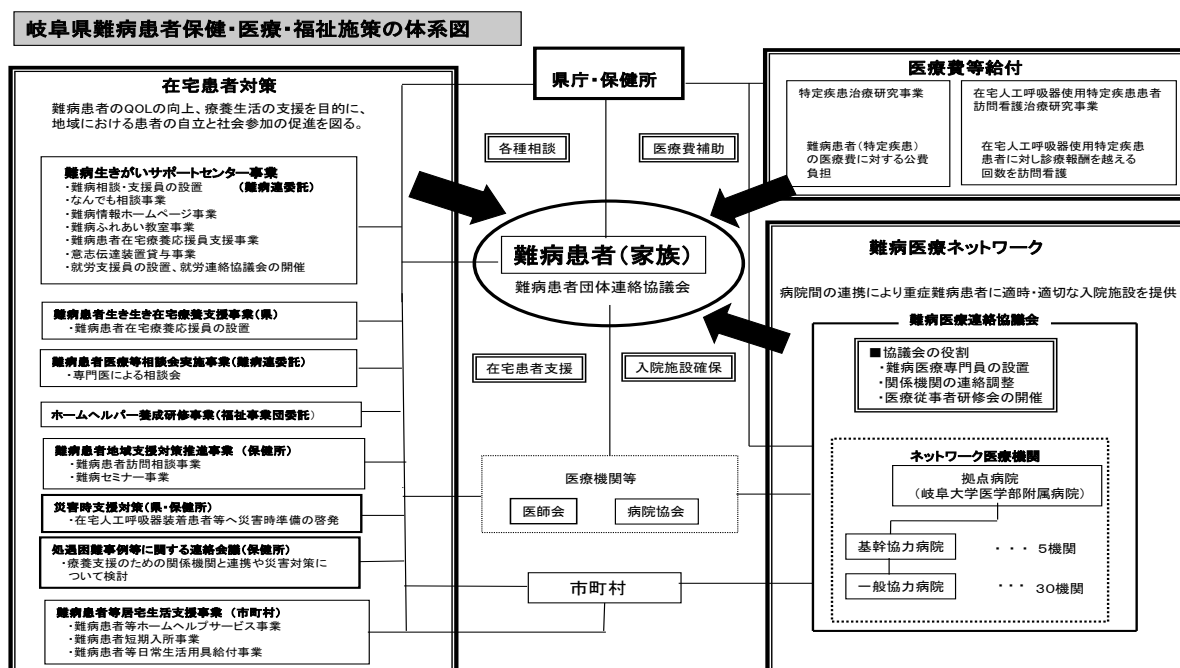 岐阜県難病患者保健・医療・福祉施策の体系図
在宅患者対策
難病患者のQOLの向上、療養生活の支援を目的に、
地域における患者の自立と社会参加の促進を図る。
難病生きがいサポートセンター事業
・難病相談・支援員の設置 (難病連委託)
・なんでも相談事業
・難病情報ホームページ事業
・難病ふれあい教室事業
・難病患者在宅療養応援員支援事業
・意志伝達装置貸与事業
・就労支援員の設置、就労連絡協議会の開催
難病患者生き生き在宅療養支援事業(県)
・難病患者在宅療養応援員の設置
難病患者医療等相談会実施事業(難病連委託)
・専門医による相談会
ホームヘルパー養成研修事業(福祉事業団委託)
難病患者地域支援対策推進事業 (保健所)
・難病患者訪問相談事業
・難病セミナー事業
災害時支援対策(県・保健所)
・在宅人工呼吸器装着患者等へ災害時準備の啓発
処遇困難事例等に関する連絡会議(保健所)
・療養支援のための関係機関と連携や災害対策に
ついて検討
難病患者等居宅生活支援事業 (市町村)
・難病患者等ホームヘルプサービス事業
・難病患者短期入所事業
・難病患者等日常生活用具給付事業
県庁・保健所
各種相談
医療費補助
難病患者(家族)
難病患者団体連絡協議会
在宅患者支援
入院施設確保
医療機関等
医師会
病院協会
市町村
医療費等給付
特定疾患治療研究事業
難病患者(特定疾患)
の医療費に対する公費
負担
在宅人工呼吸器使用特定疾患患者
訪問看護治療研究事業
在宅人工呼吸器使用特定疾患
患者に対し診療報酬を越える
回数を訪問看護
難病医療ネットワーク
病院間の連携により重症難病患者に適時・適切な入院施設を提供
難病医療連絡協議会
■協議会の役割
・難病医療専門員の設置
・関係機関の連絡調整
・医療従事者研修会の開催
ネットワーク医療機関
拠点病院
(岐阜大学医学部附属病院)
基幹協力病院 ・・・ 5機関
一般協力病院 ・・・ 30機関